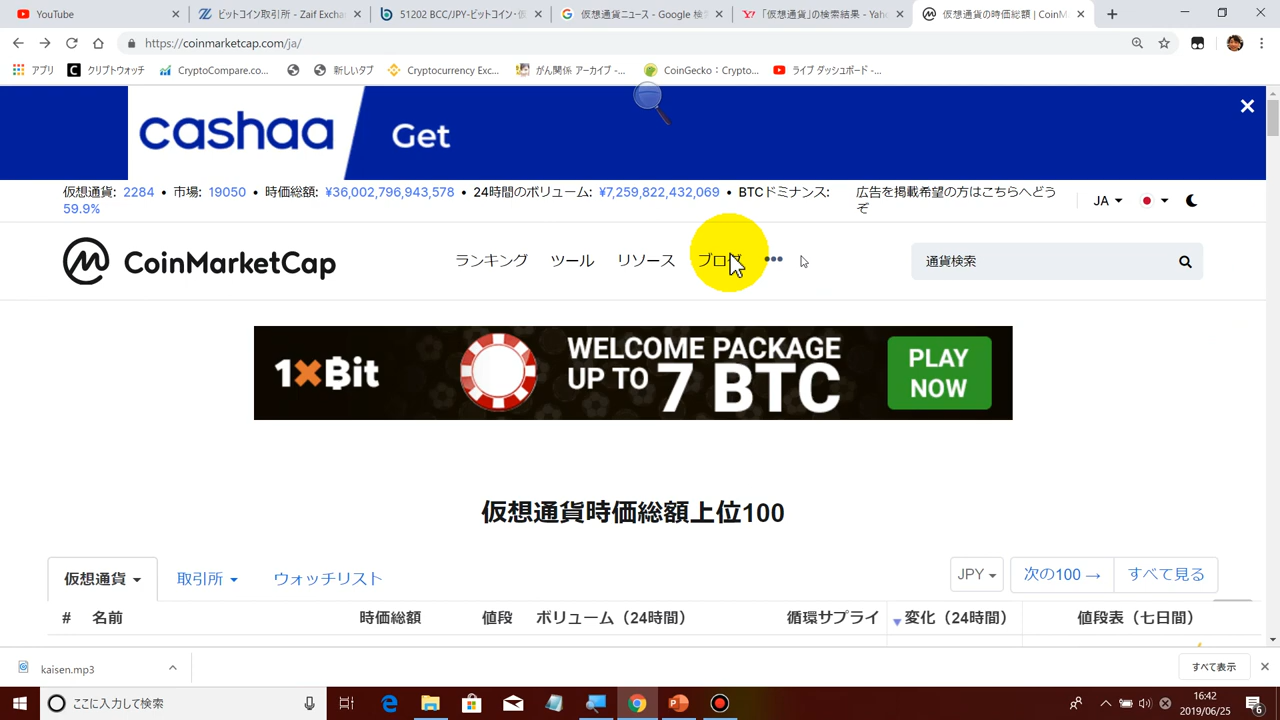 YouTube
ビットコイン取引所 - Zaif Exchan
51202 BCC/JPY-ビットコイン・仮
仮想通貨ニュース - Google 検索
「仮想通貨」の検索結果 - Yaho
仮想通貨の時価総額 | CoinM
https://coinmarketcap.com/ja/
アプリ
クリプトウォッチ
CryptoCompare.co...
新しいタブ
Cryptocurrency Exc...
がん関係 アーカイブ -...
CoinGecko : Cryptο...
ライブ ダッシュボード -...
cashaa Get
仮想通貨: 2284 • 市場: 19050 • 時価総額: ¥36,002,796,943,578 • 24時間のボリューム: ¥7,259,822,432,069 • BTCドミナンス:
59.9%
広告を掲載希望の方はこちらへどう
ぞ
JA
CoinMarketCap
ランキング ツール リソース ブログ •••
通貨検索
1×Bit
WELCOME PACKAGE
UP TO 7 BTC
PLAY
NOW
仮想通貨時価総額上位100
仮想通貨 取引所 ウォッチリスト
JPY 次の100 → すべて見る
# 名前 時価総額 値段 ボリューム（24時間） 循環サプライ 変化（24時間） 値段表（七日間）
kaisen.mp3
すべて表示
ここに入力して検索
16:42
2019/06/25
6